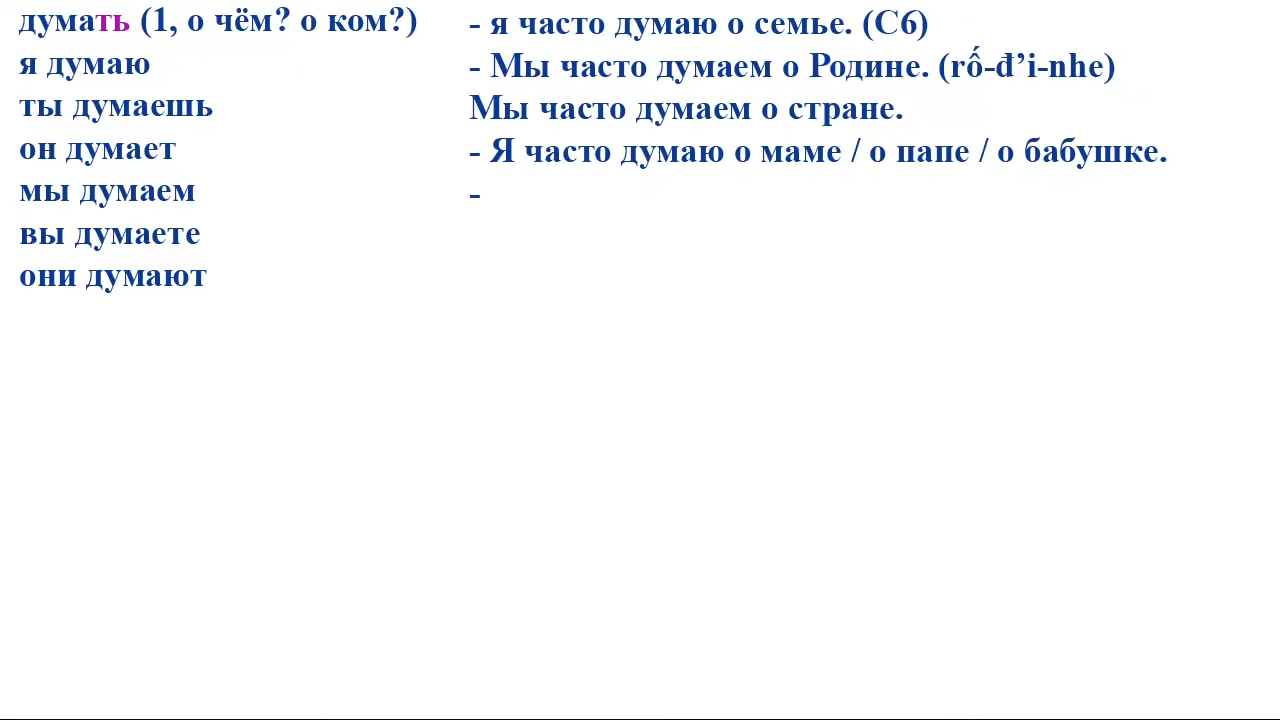 думать (1, о чём? о ком?)
я думаю
ты думаешь
он думает
мы думаем
вы думаете
они думают
- я часто думаю о семье. (С6)
- Мы часто думаем о Родине. (rố-đ’i-nhe)
Мы часто думаем о стране.
- Я часто думаю о маме / о папе / о бабушке.
-